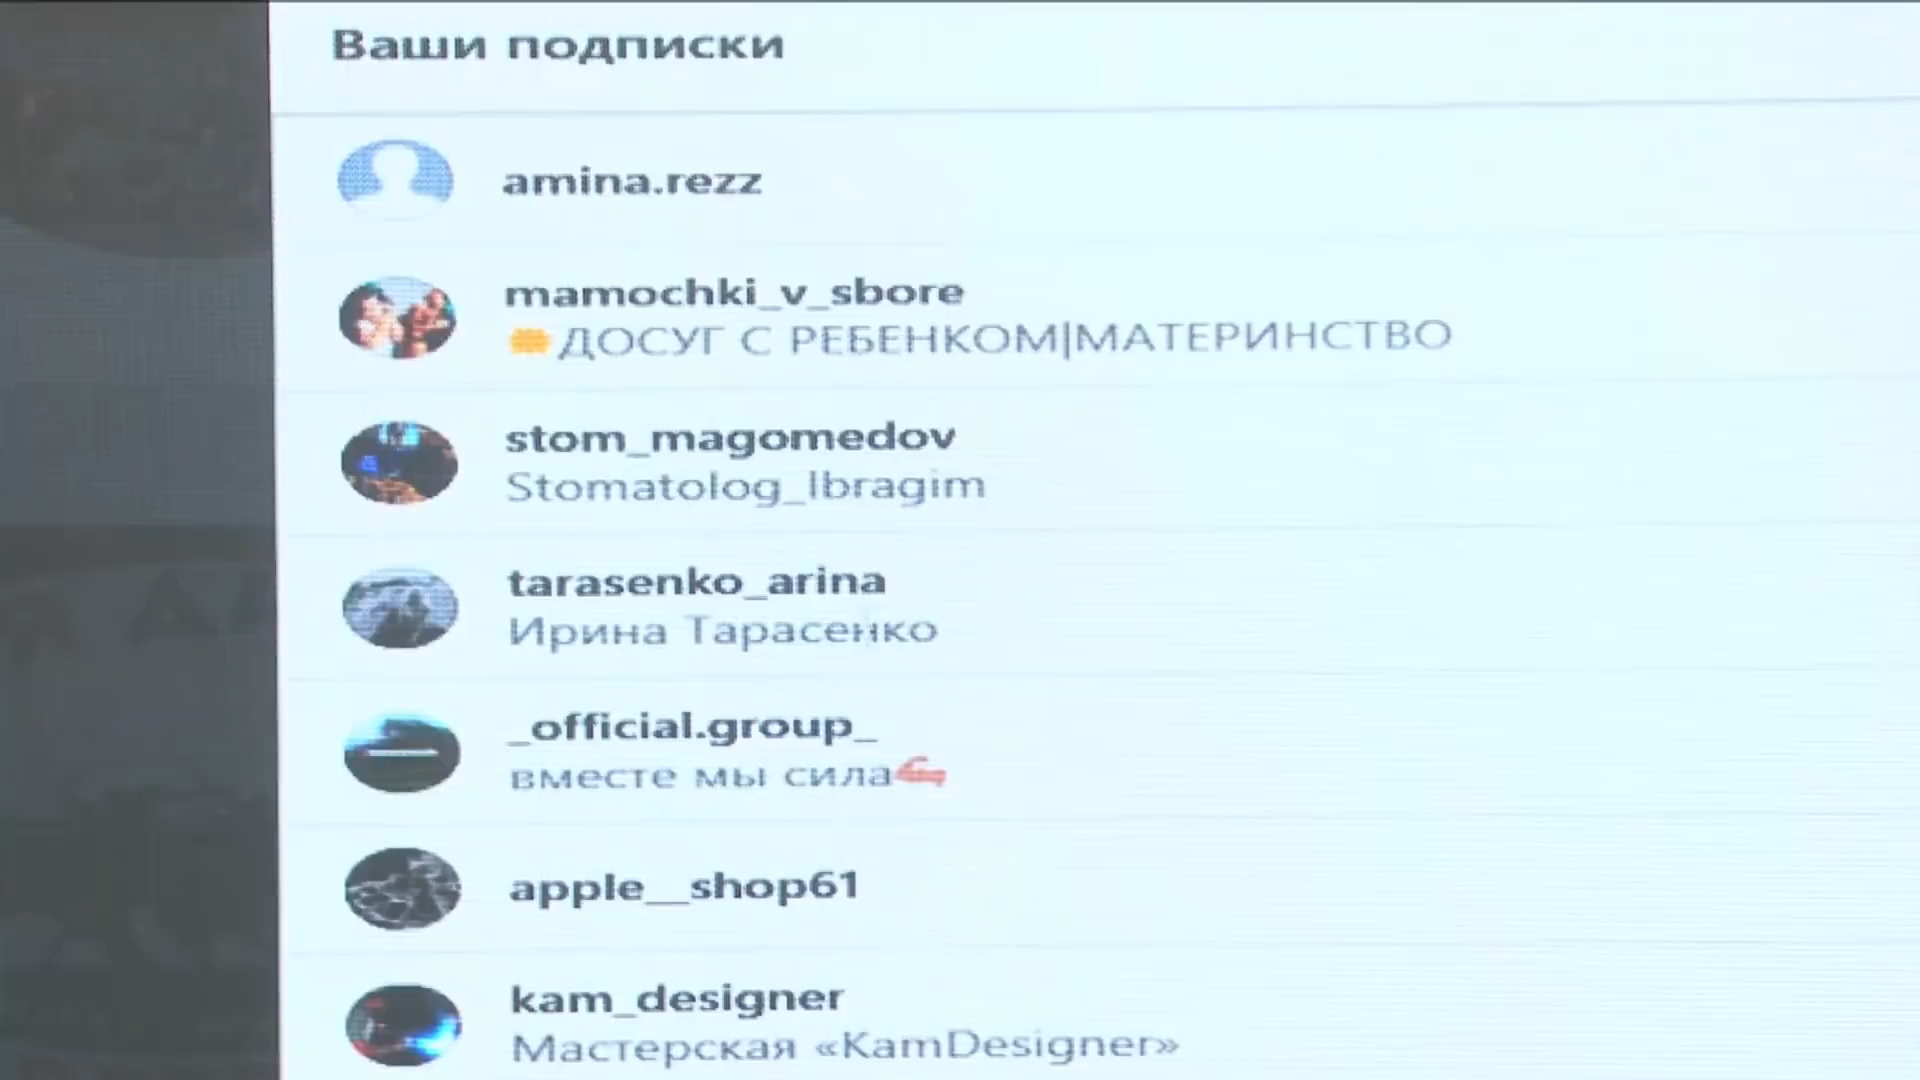 Ваши подписки
amina.rezz
mamochki_v_sbore
ДОСУГ С РЕБЕНКОМ|МАТЕРИНСТВО
stom_magomedov
Stomatolog_Ibragim
tarasenko_arina
Ирина Тарасенко
_official.group_
вместе мы сила💪
apple__shop61
kam_designer
Мастерская «KamDesigner»